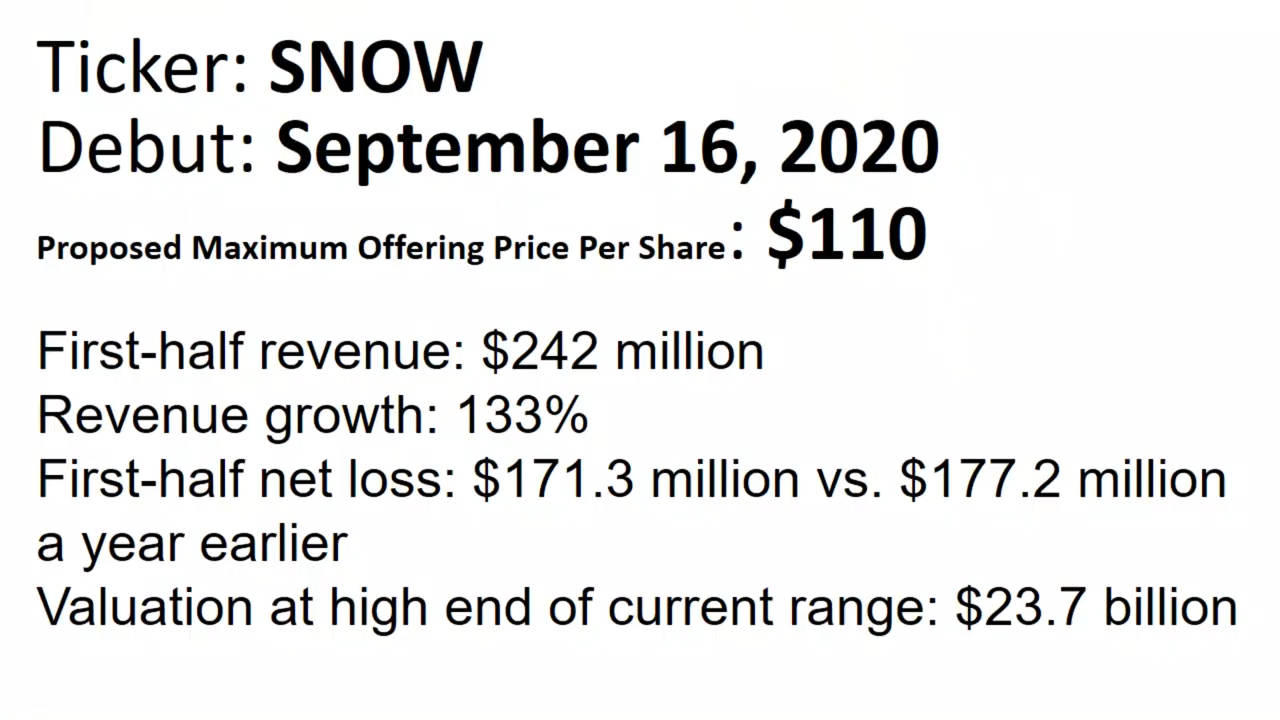 Ticker: SNOW
Debut: September 16, 2020
Proposed Maximum Offering Price Per Share: $110
First-half revenue: $242 million
Revenue growth: 133%
First-half net loss: $171.3 million vs. $177.2 million
a year earlier
Valuation at high end of current range: $23.7 billion